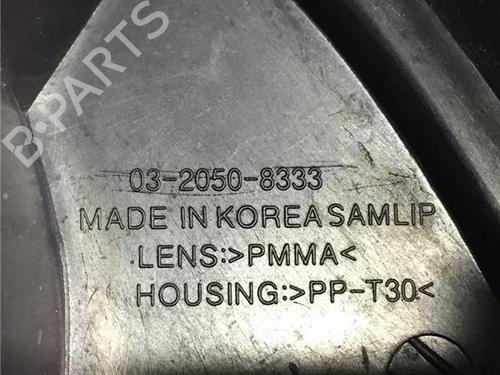 B-PARTS
03-2050-8333
MADE IN KOREA SAMLIP
LENS:>PMMA<
HOUSING:>PP-T30<